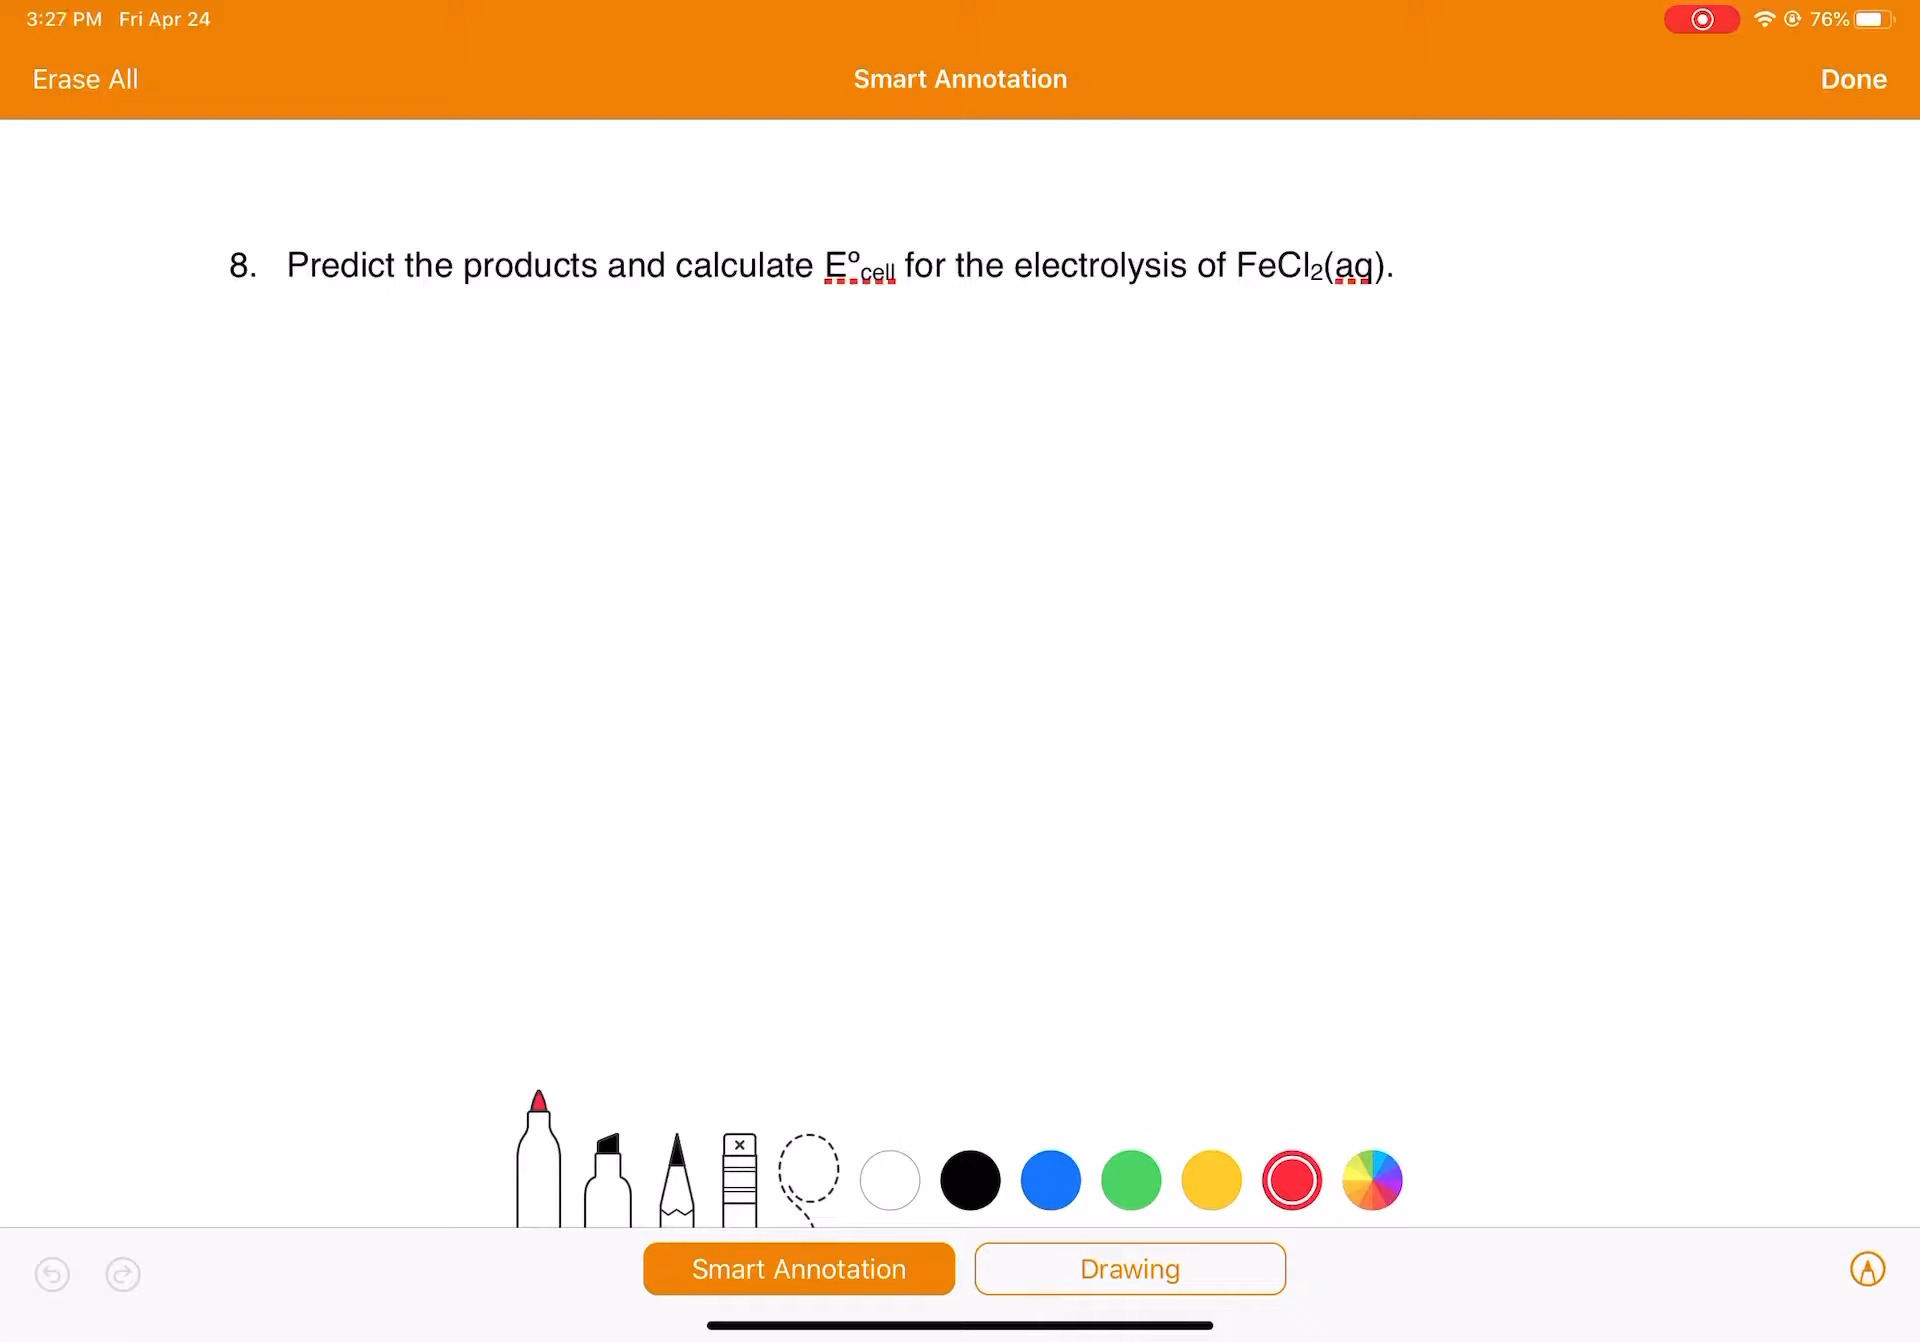 3:27 PM Fri Apr 24 76%
Erase All Smart Annotation Done
8. Predict the products and calculate Eº cell for the electrolysis of FeCl₂(aq).
Smart Annotation Drawing